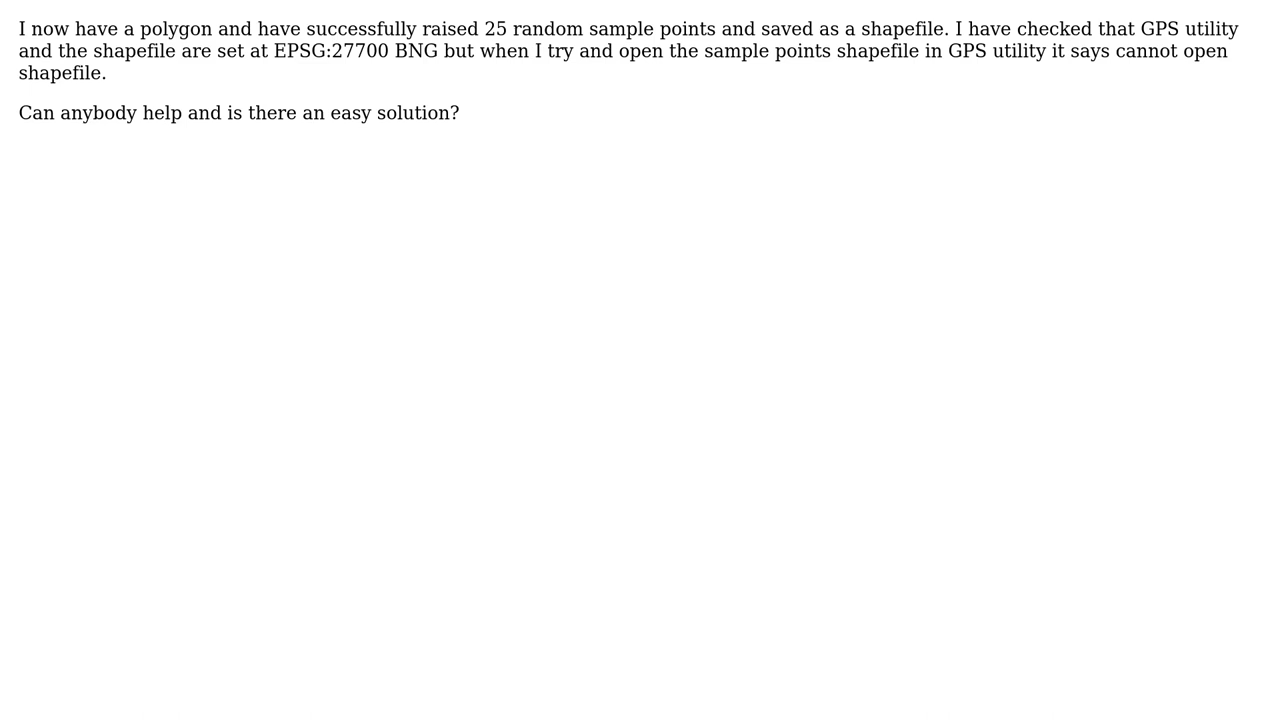 I now have a polygon and have successfully raised 25 random sample points and saved as a shapefile. I have checked that GPS utility
and the shapefile are set at EPSG:27700 BNG but when I try and open the sample points shapefile in GPS utility it says cannot open
shapefile.
Can anybody help and is there an easy solution?